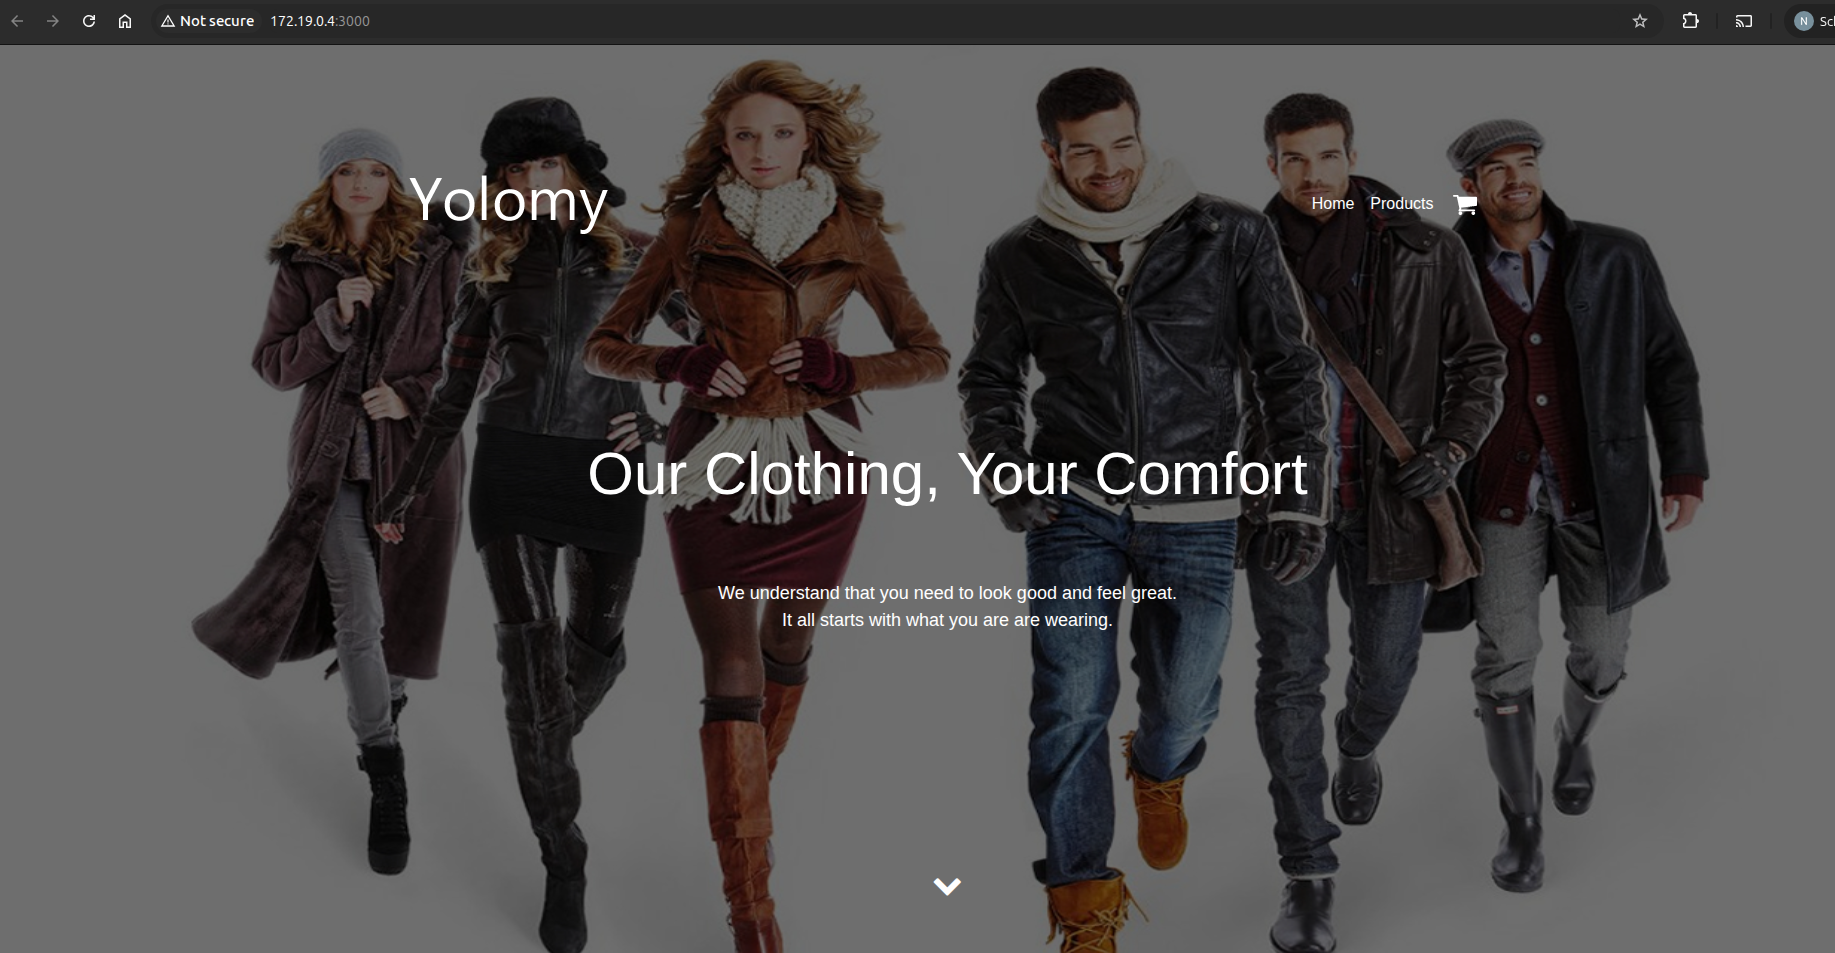 Not secure 172.19.0.4:3000
N Scl
Yolomy
Home Products
Our Clothing, Your Comfort
We understand that you need to look good and feel great.
It all starts with what you are are wearing.